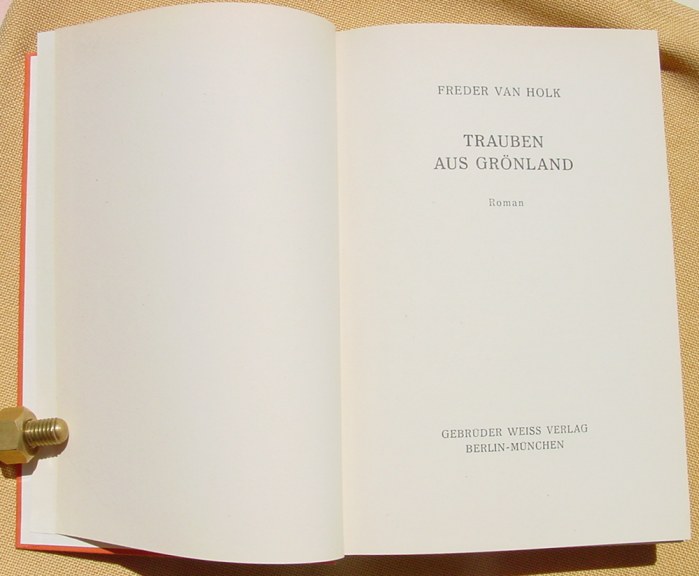 FREDER VAN HOLK
TRAUBEN
AUS GRÖNLAND
Roman
GEBRÜDER WEISS VERLAG
BERLIN-MÜNCHEN